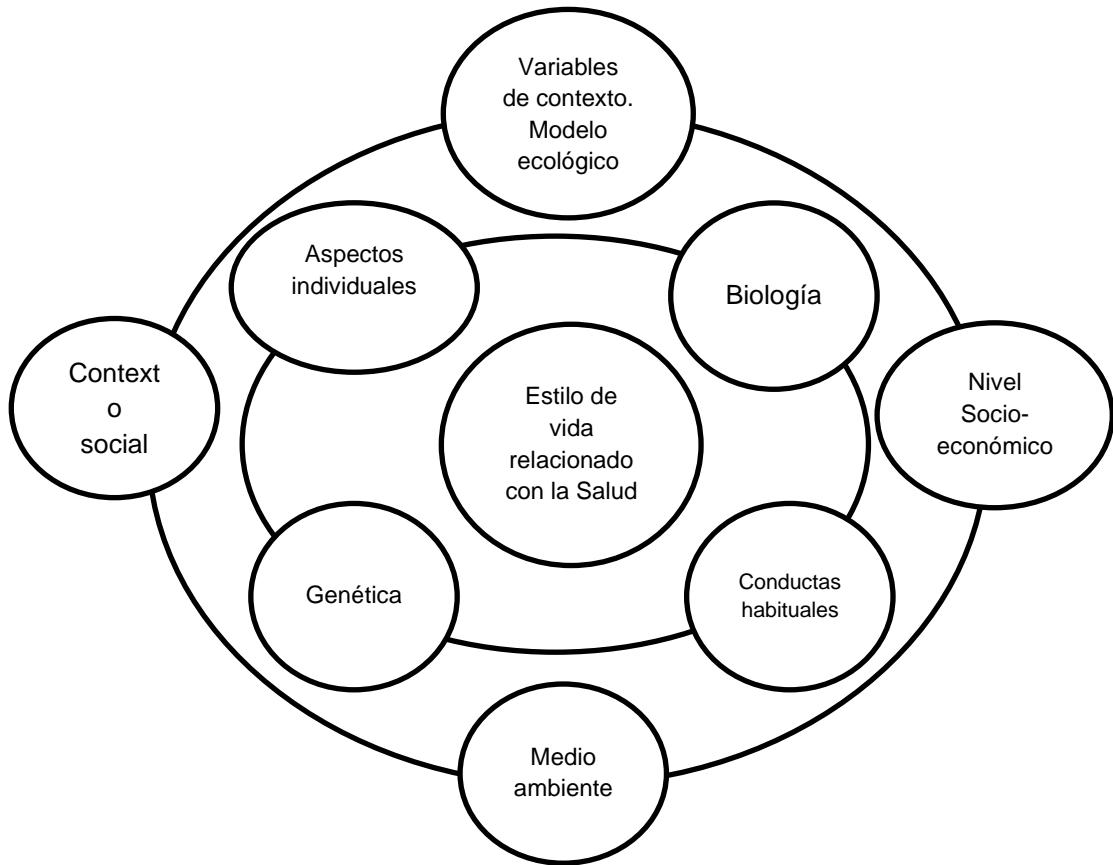 Variables
de contexto.
Modelo
ecológico
Aspectos
individuales
Biología
Context
o
social
Estilo de
vida
relacionado
con la Salud
Nivel
Socio-
económico
Genética
Conductas
habituales
Medio
ambiente